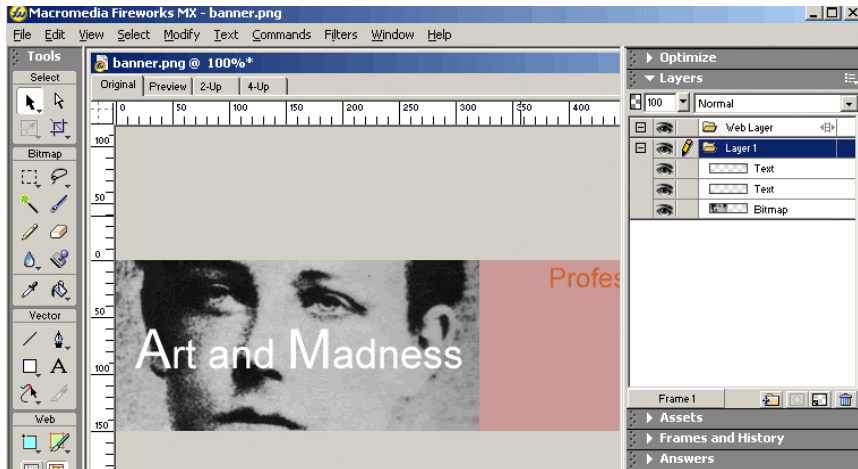 Macromedia Fireworks MX - banner.png
File Edit View Select Modify Text Commands Filters Window Help
Tools
Select
Bitmap
Vector
Web
banner.png @ 100%*
Original Preview 2-Up 4-Up
0 50 100 150 200 250 300 350 400
100
50
0
50
100
150
Profes
Art and Madness
Optimize
Layers
100 Normal
Web Layer
Layer 1
Text
Text
Bitmap
Frame 1
Assets
Frames and History
Answers